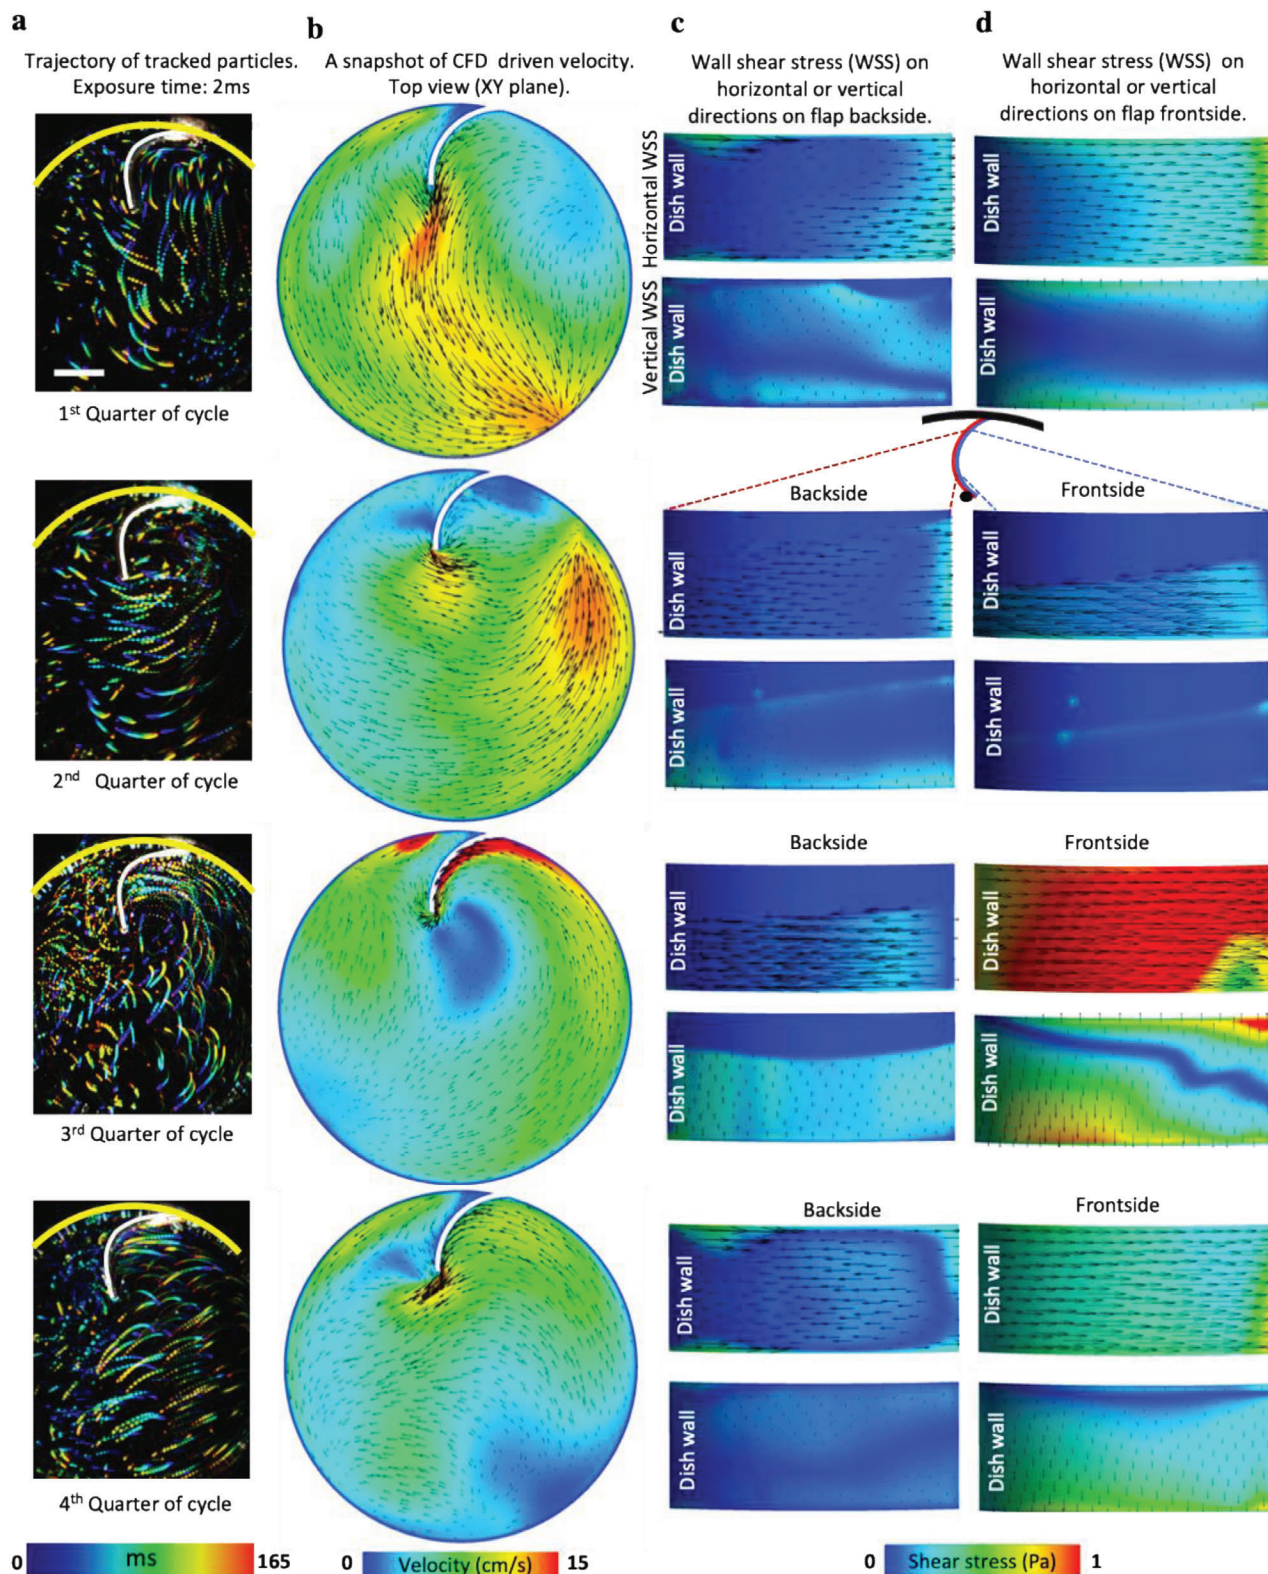 a
b
c
d
Trajectory of tracked particles.
Exposure time: 2ms
A snapshot of CFD driven velocity.
Top view (XY plane).
Wall shear stress (WSS) on
horizontal or vertical
directions on flap backside.
Wall shear stress (WSS) on
horizontal or vertical
directions on flap frontside.
Horizontal WSS
Dish wall
Dish wall
Vertical WSS
Dish wall
Dish wall
1st Quarter of cycle
Backside
Frontside
Dish wall
Dish wall
Dish wall
Dish wall
2nd Quarter of cycle
Backside
Frontside
Dish wall
Dish wall
Dish wall
Dish wall
3rd Quarter of cycle
Backside
Frontside
Dish wall
Dish wall
Dish wall
Dish wall
4th Quarter of cycle
0 ms 165
0 Velocity (cm/s) 15
0 Shear stress (Pa) 1